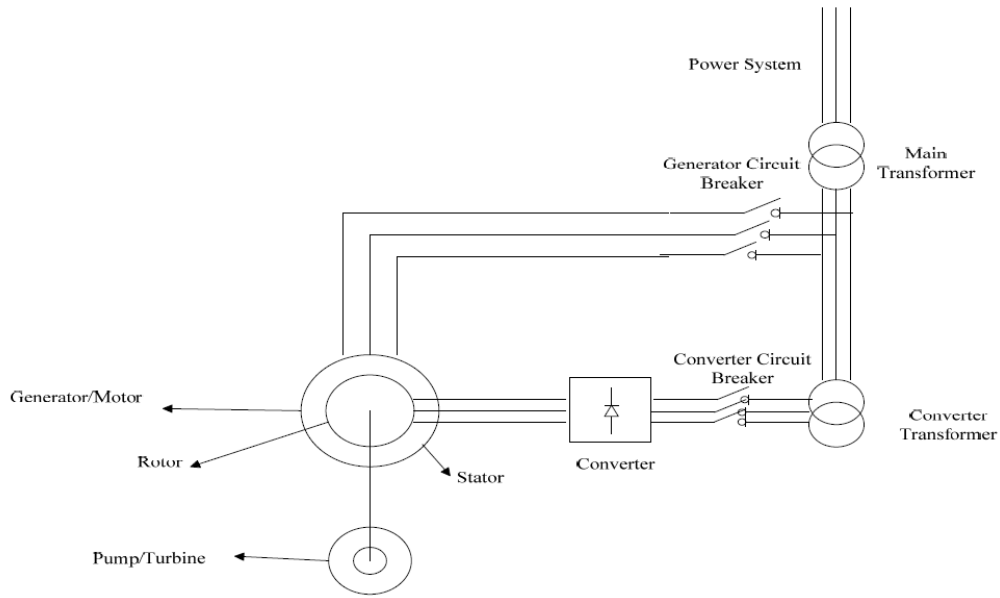 Power System
Main
Transformer
Generator Circuit
Breaker
Converter Circuit
Breaker
Generator/Motor
Converter
Transformer
Rotor
Converter
Stator
Pump/Turbine